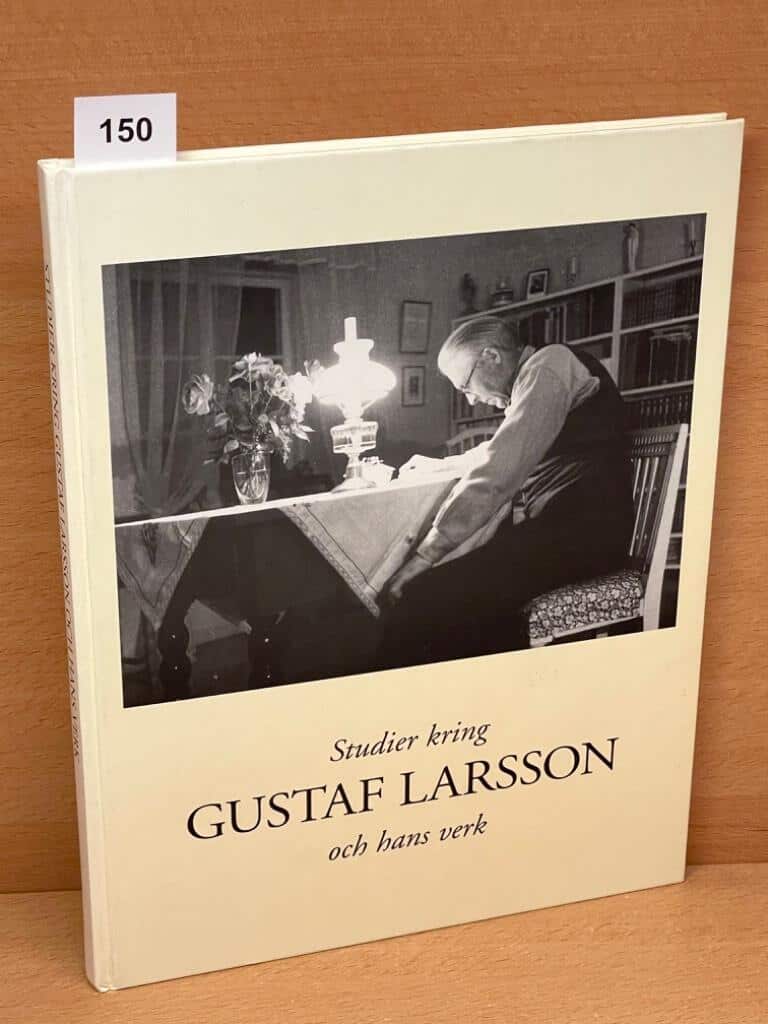 150
STUDIER KRING GUSTAF LARSSON OCH HANS VERK
Studier kring
GUSTAF LARSSON
och hans verk